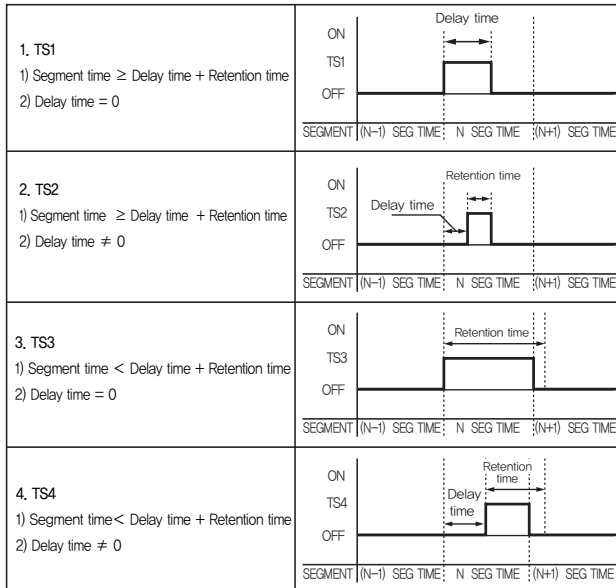 1. TS1
1) Segment time ≥ Delay time + Retention time
2) Delay time = 0
Delay time
ON
TS1
OFF
SEGMENT (N-1) SEG TIME N SEG TIME (N+1) SEG TIME
2. TS2
1) Segment time ≥ Delay time + Retention time
2) Delay time ≠ 0
Retention time
ON
Delay time
TS2
OFF
SEGMENT (N-1) SEG TIME N SEG TIME (N+1) SEG TIME
3. TS3
1) Segment time < Delay time + Retention time
2) Delay time = 0
ON
Retention time
TS3
OFF
SEGMENT (N-1) SEG TIME N SEG TIME (N+1) SEG TIME
4. TS4
1) Segment time< Delay time + Retention time
2) Delay time ≠ 0
Retention
time
ON
Delay
time
TS4
OFF
SEGMENT (N-1) SEG TIME N SEG TIME (N+1) SEG TIME